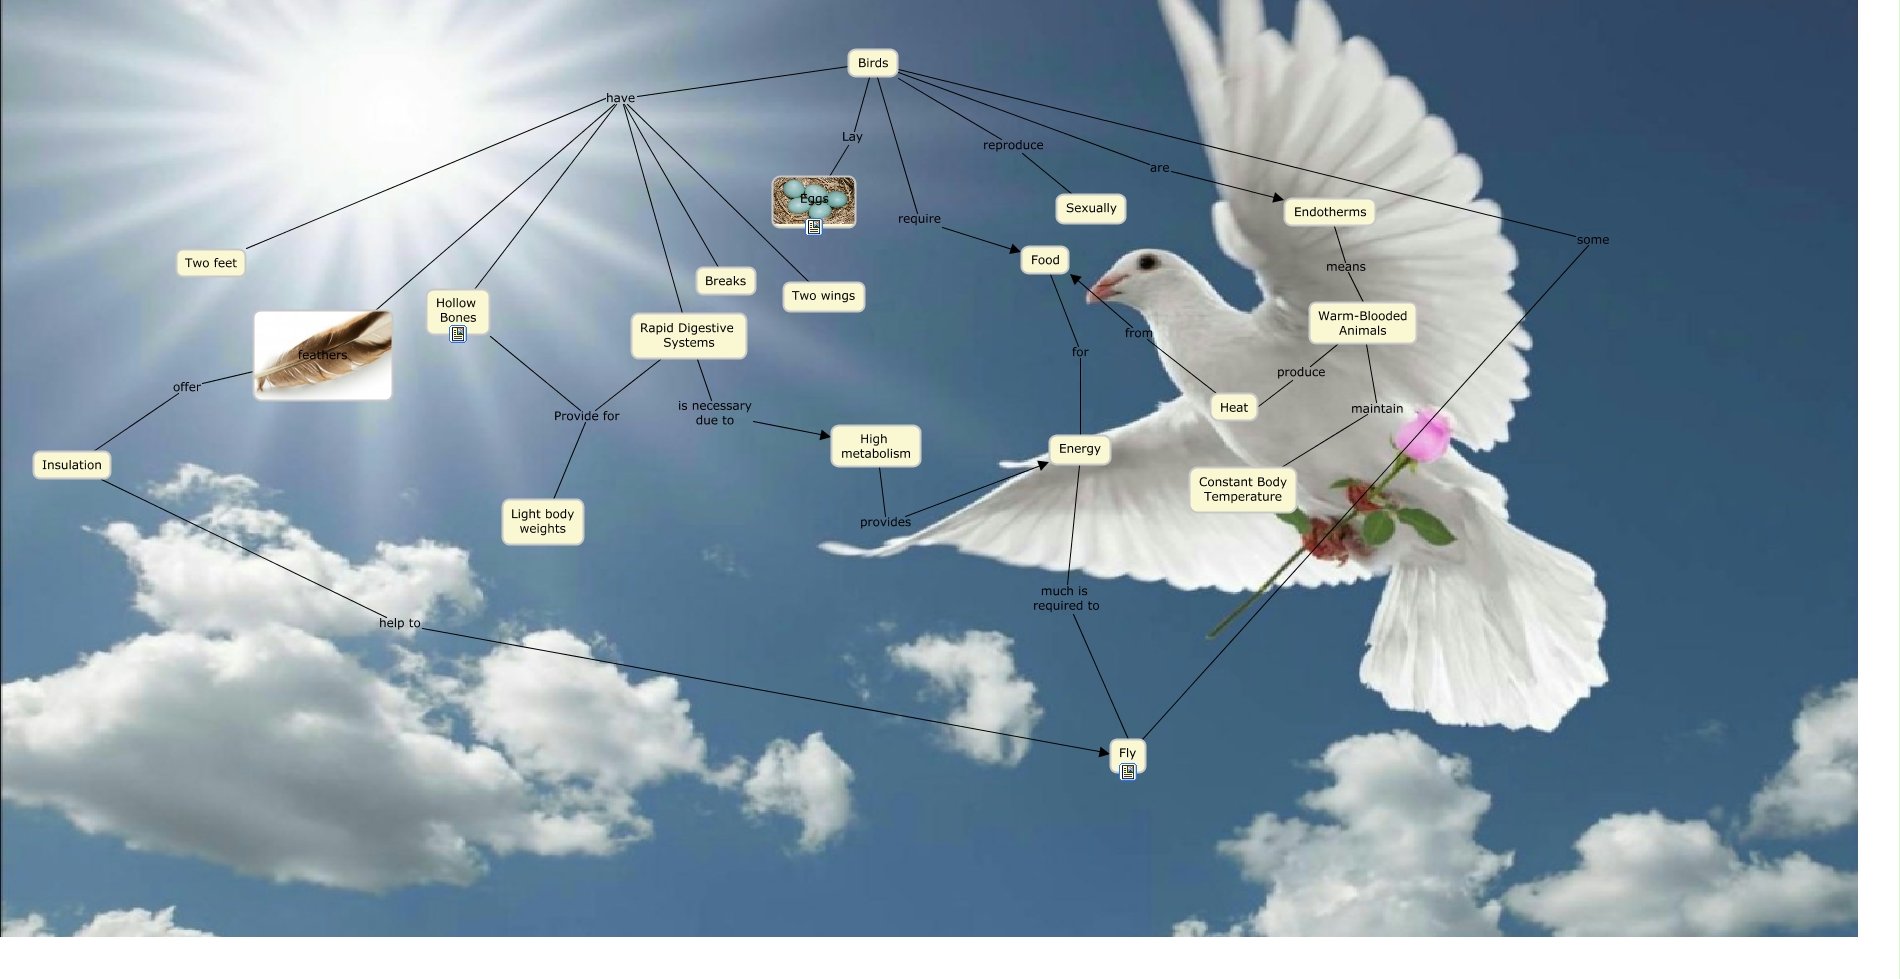 Birds
have
Lay
reproduce
are
Eggs
Sexually
Endotherms
require
some
Two feet
Food
means
Breaks
Two wings
Hollow
Bones
Rapid Digestive
Systems
Warm-Blooded
Animals
from
feathers
for
produce
offer
is necessary
due to
Provide for
Heat
maintain
High
metabolism
Energy
Insulation
Constant Body
Temperature
Light body
weights
provides
much is
required to
help to
Fly